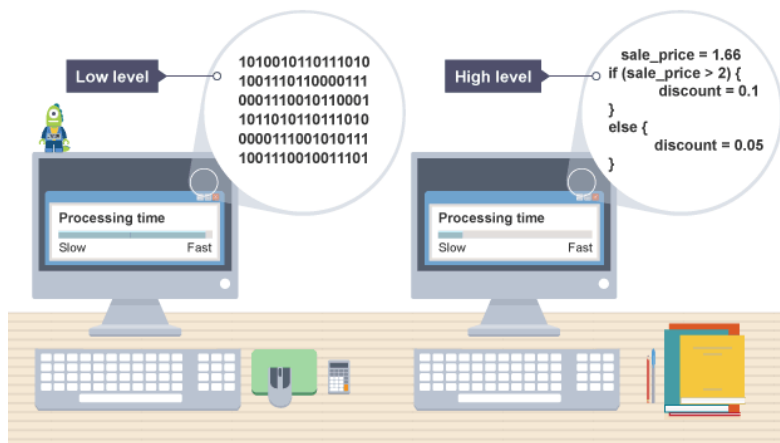 Low level
1010010110111010
1001110110000111
0001110010110001
1011010110111010
0000111001010111
1001110010011101
Processing time
Slow Fast
High level
sale_price = 1.66
if (sale_price > 2) {
discount = 0.1
}
else {
discount = 0.05
}
Processing time
Slow Fast